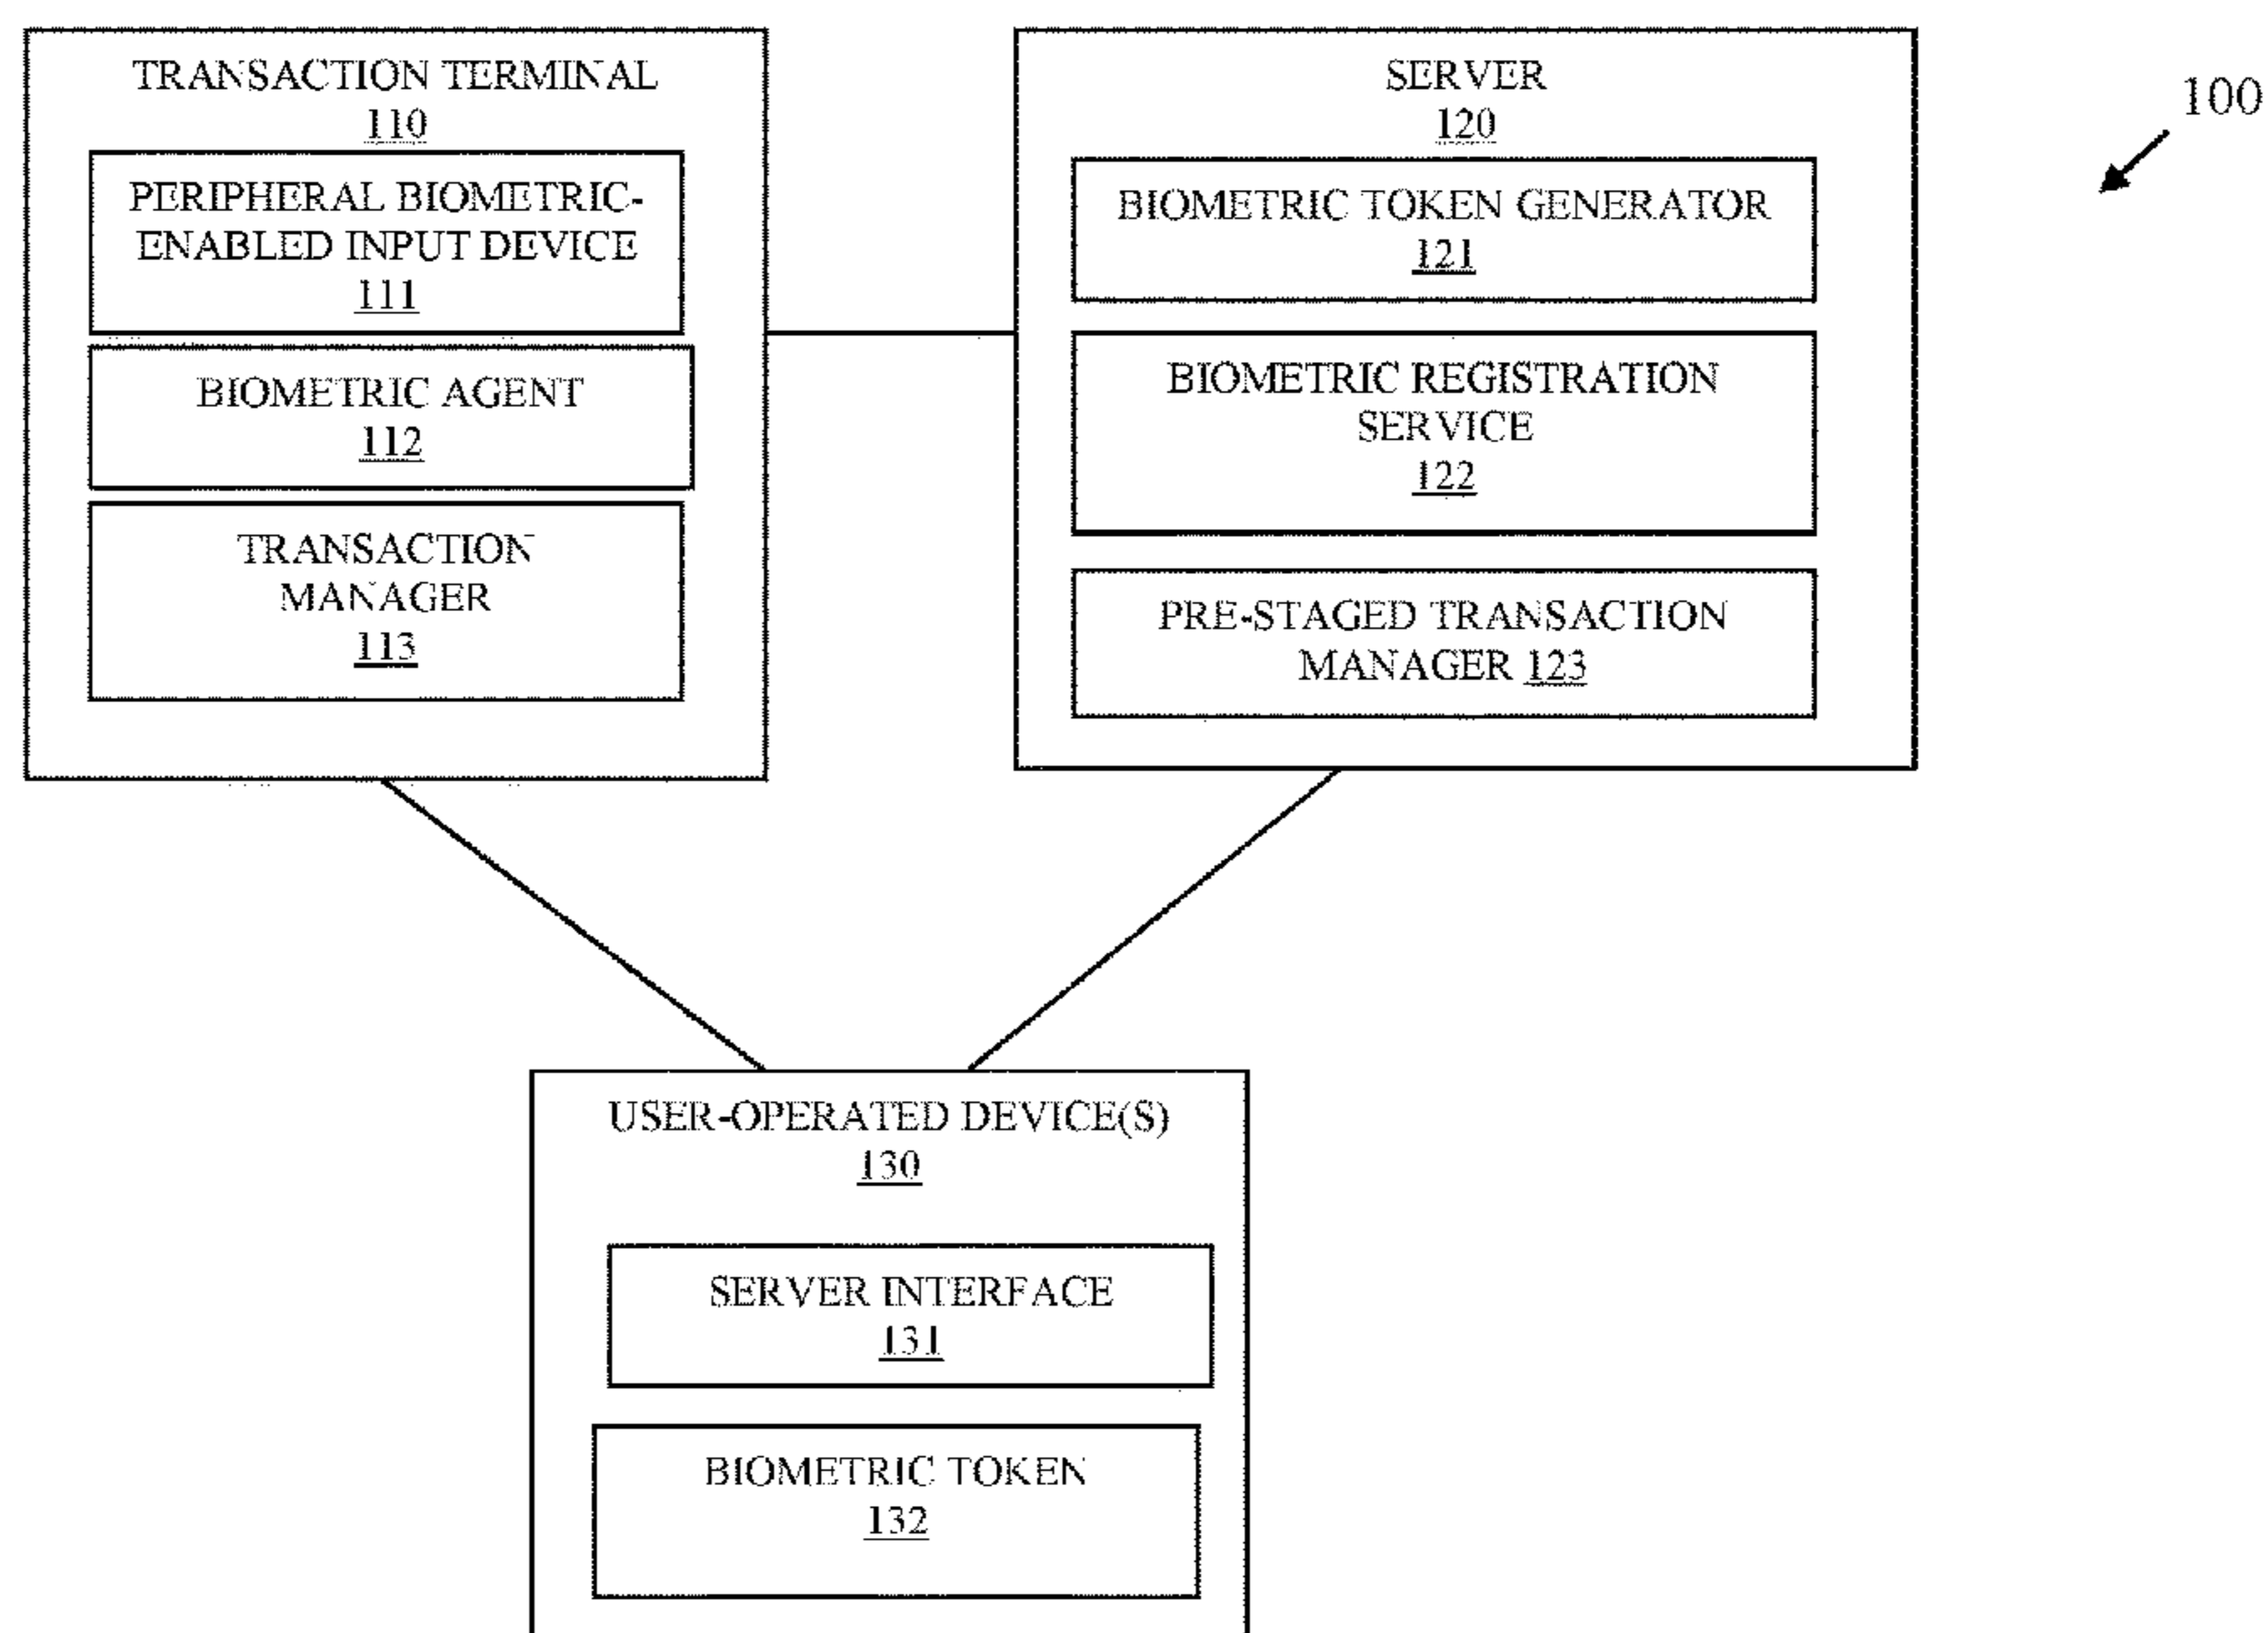 TRANSACTION TERMINAL
110
PERIPHERAL BIOMETRIC-
ENABLED INPUT DEVICE
111
BIOMETRIC AGENT
112
TRANSACTION
MANAGER
113
SERVER
120
BIOMETRIC TOKEN GENERATOR
121
BIOMETRIC REGISTRATION
SERVICE
122
PRE-STAGED TRANSACTION
MANAGER 123
100
USER-OPERATED DEVICE(S)
130
SERVER INTERFACE
131
BIOMETRIC TOKEN
132